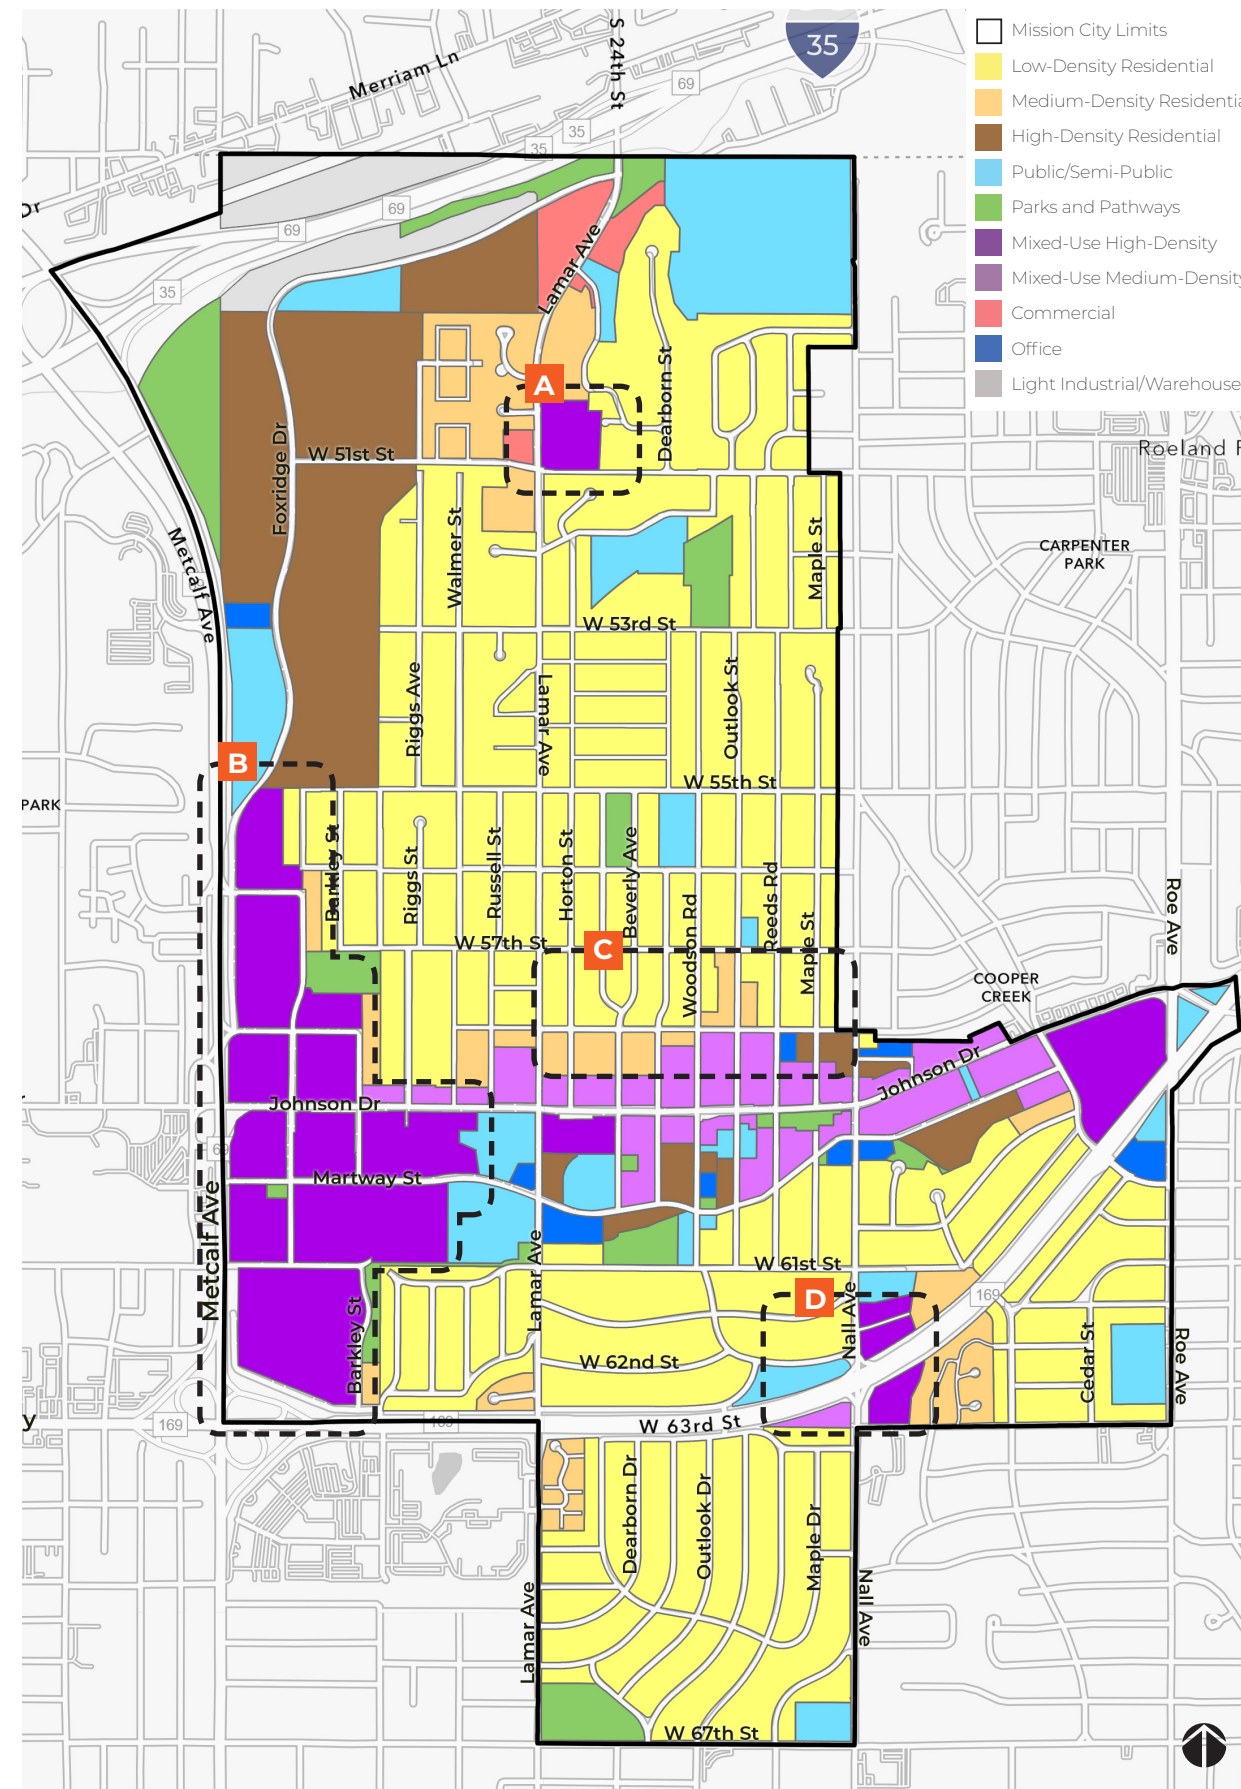 S 24th St
35
Merriam Ln
69
35
35
Mission City Limits
Low-Density Residential
Medium-Density Residentia
High-Density Residential
Public/Semi-Public
Parks and Pathways
Mixed-Use High-Density
Mixed-Use Medium-Density
Commercial
Office
Light Industrial/Warehouse
Dr
69
69
35
Lamar Ave
A
Dearborn St
W 51st St
Foxridge Dr
Roeland
Metcalf Ave
Walmer St
Maple St
CARPENTER
PARK
W 53rd St
Riggs Ave
Lamar Ave
Outlook St
B
W 55th St
PARK
Barkley St
Riggs St
Russell St
Horton St
Beverly Ave
Woodson Rd
Reeds Rd
Maple St
Roe Ave
W 57th St
C
COOPER
CREEK
Johnson Dr
Johnson Dr
69
Martway St
Metcalf Ave
Lamar Ave
W 61st St
D
Nall Ave
169
Barkley St
W 62nd St
Cedar St
Roe Ave
y
169
169
W 63rd St
Dearborn Dr
Outlook Dr
Maple Dr
Lamar Ave
Nall Ave
W 67th St